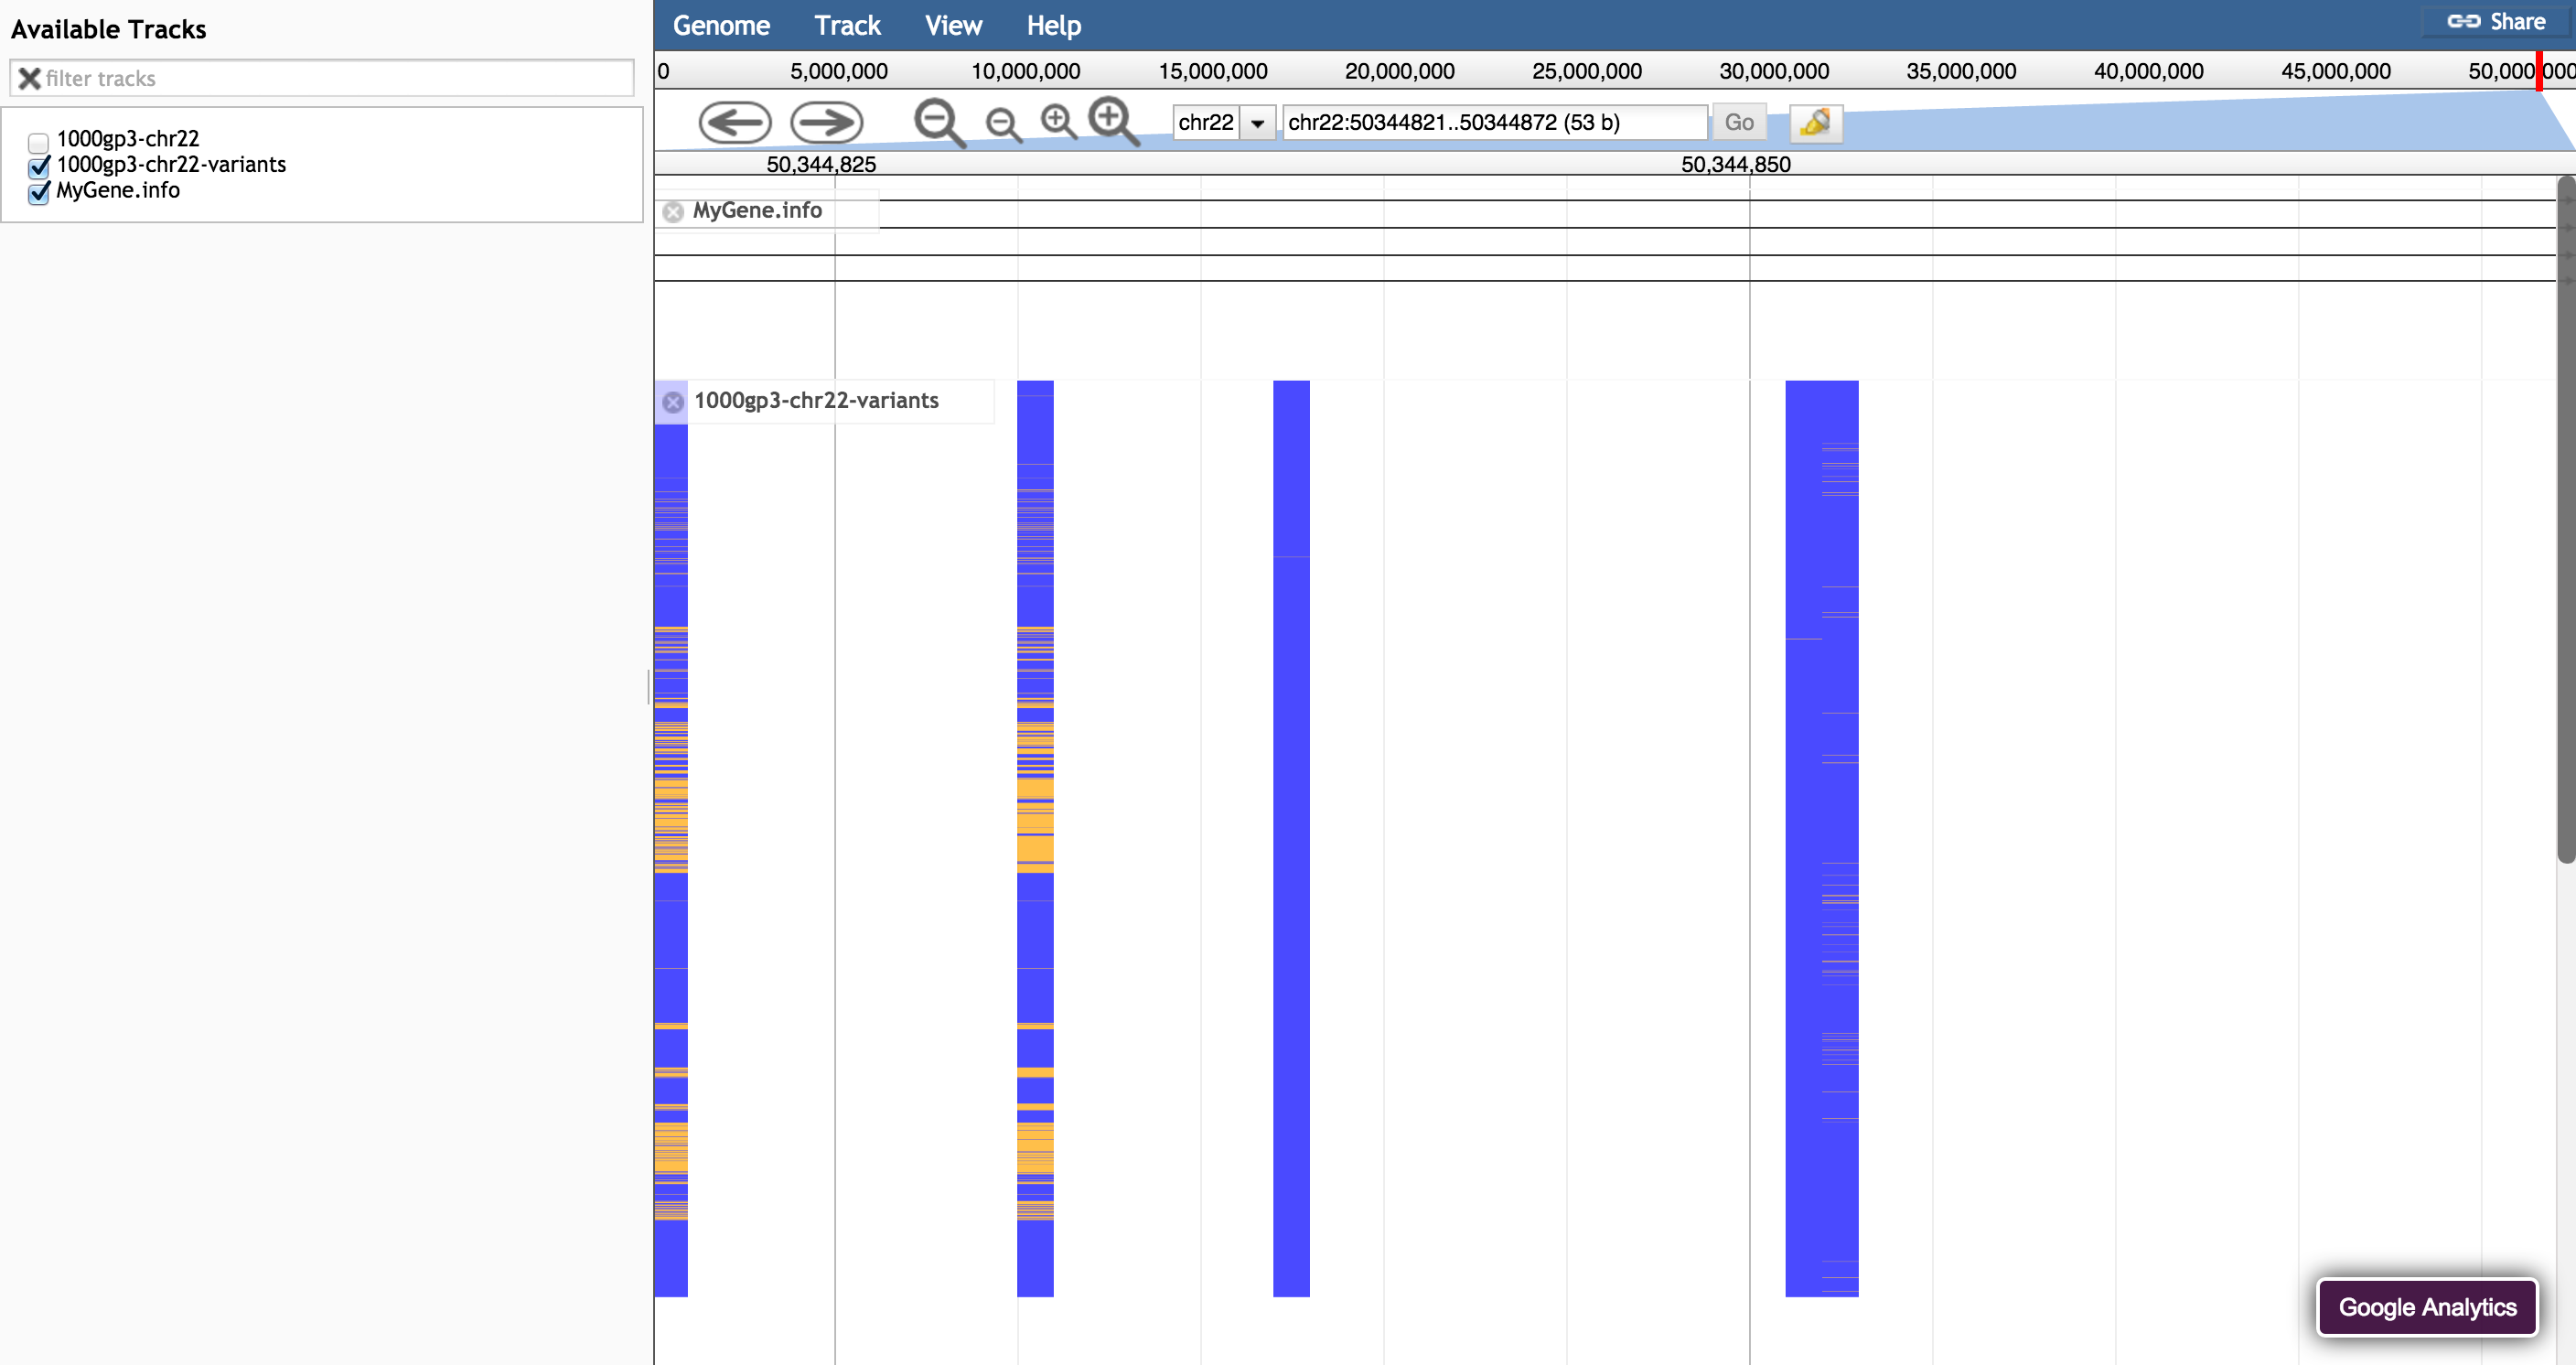 Available Tracks
filter tracks
1000gp3-chr22
1000gp3-chr22-variants
MyGene.info
Genome Track View Help Share
0 5,000,000 10,000,000 15,000,000 20,000,000 25,000,000 30,000,000 35,000,000 40,000,000 45,000,000 50,000,000
chr22 chr22:50344821..50344872 (53 b) Go
50,344,825 50,344,850
MyGene.info
1000gp3-chr22-variants
Google Analytics